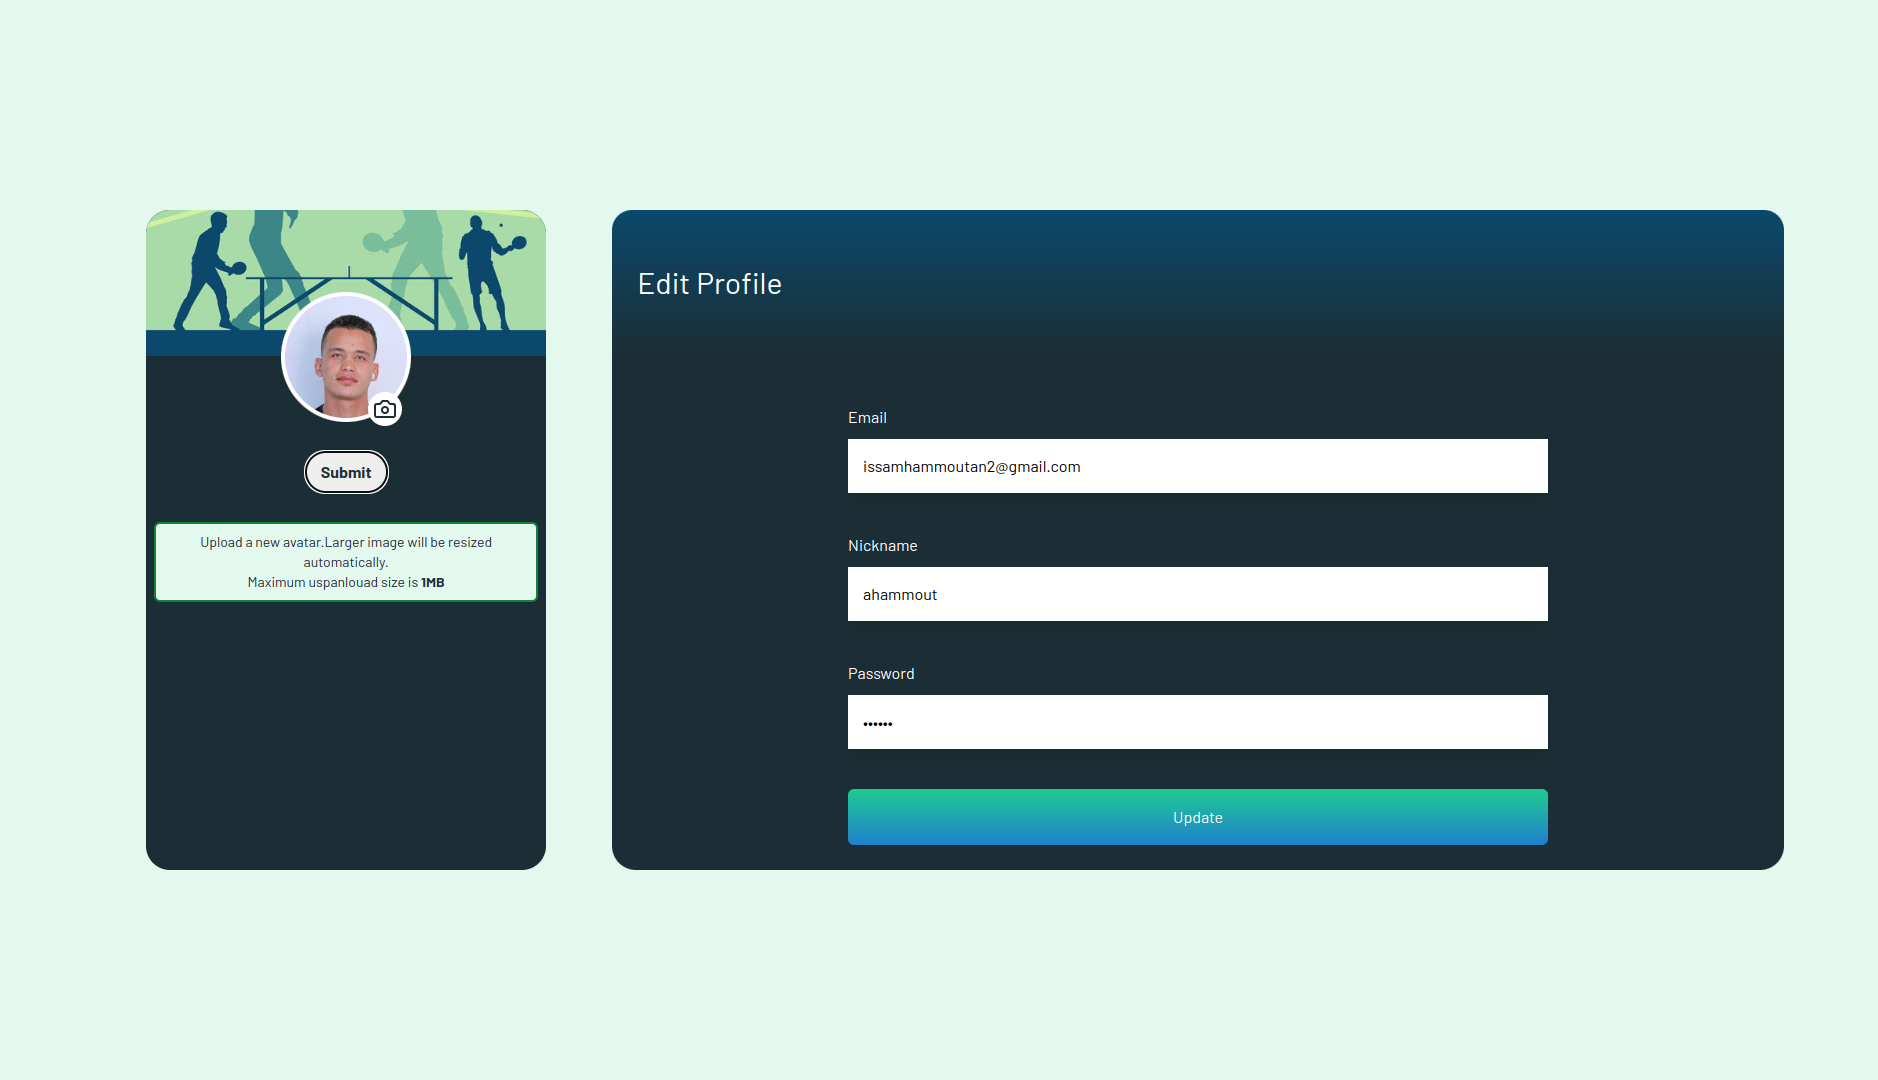 Submit
Upload a new avatar.Larger image will be resized
automatically.
Maximum uspanlouad size is 1MB
Edit Profile
Email
issamhammoutan2@gmail.com
Nickname
ahammout
Password
••••••
Update